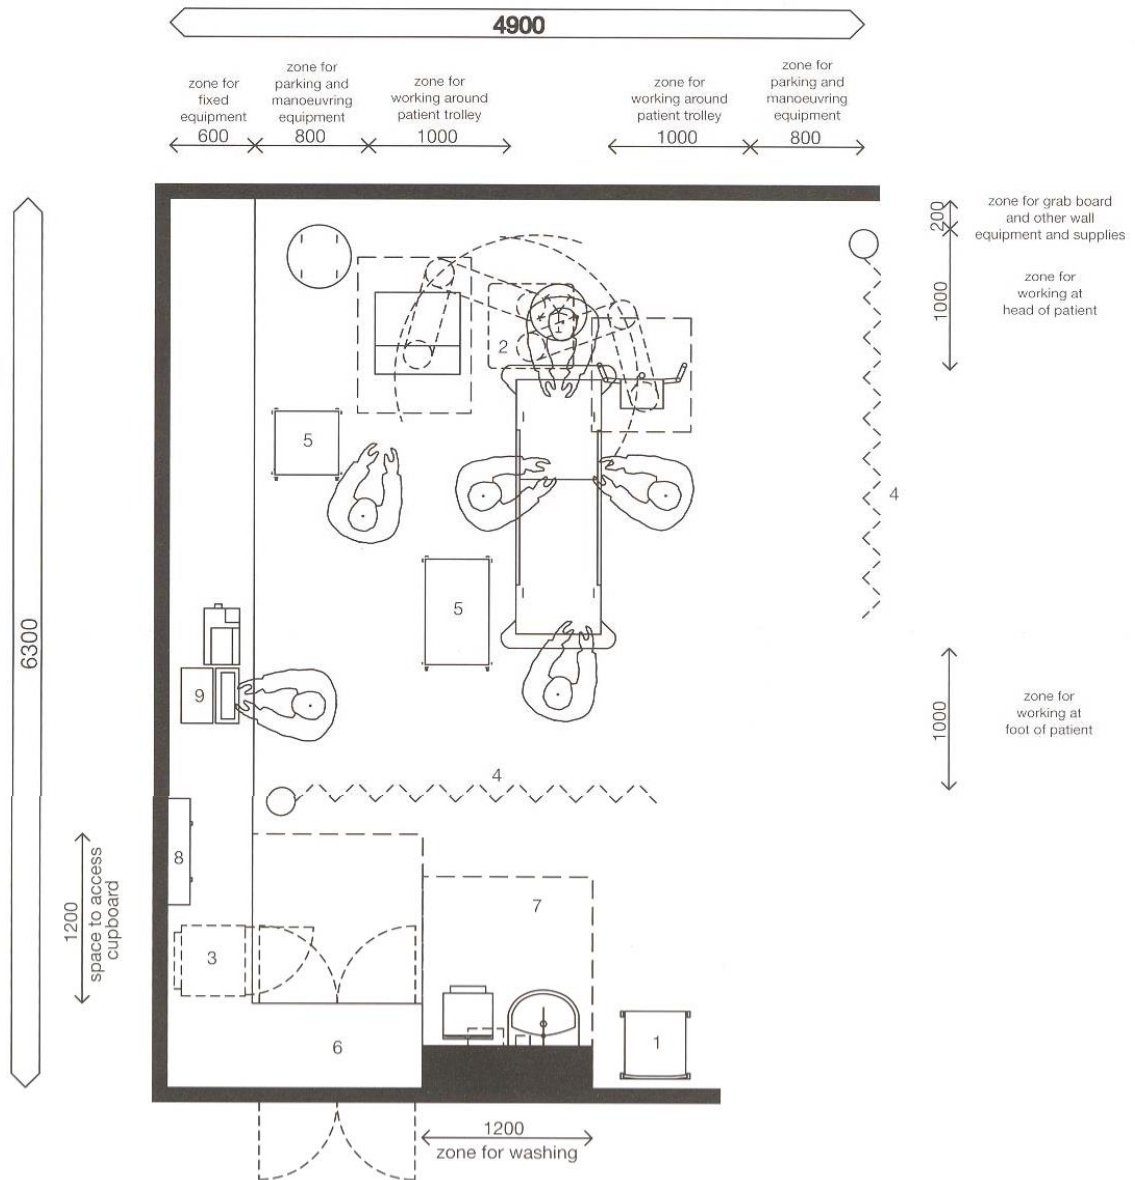 4900
zone for
fixed
equipment
600
zone for
parking and
manoeuvring
equipment
800
zone for
working around
patient trolley
1000
zone for
working around
patient trolley
1000
zone for
parking and
manoeuvring
equipment
800
200
zone for grab board
and other wall
equipment and supplies
1000
zone for
working at
head of patient
2
5
4
5
6300
9
1000
zone for
working at
foot of patient
4
8
1200
space to access
cupboard
7
3
6
1
1200
zone for washing